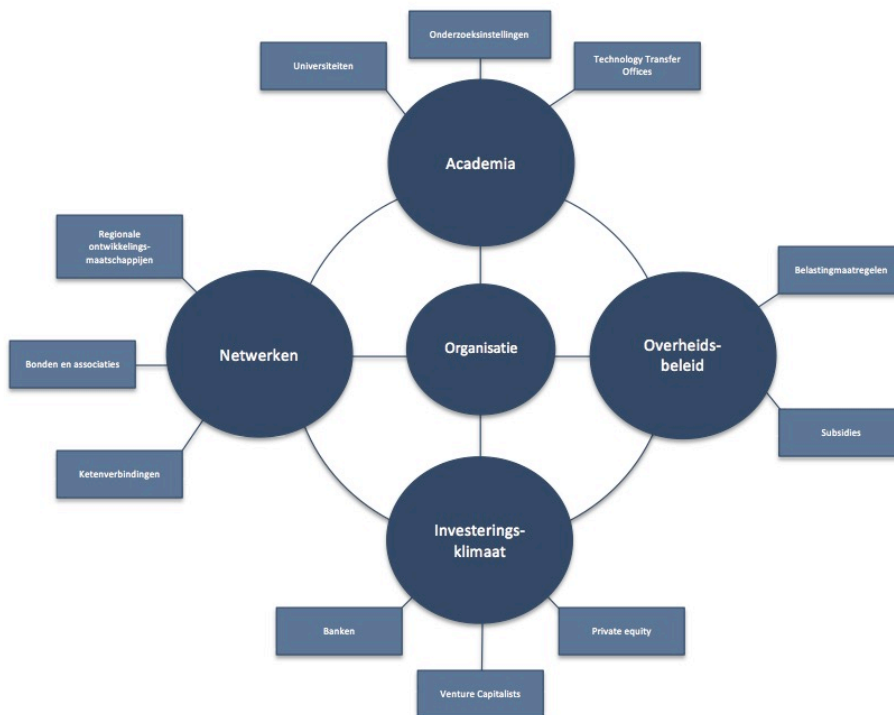 Onderzoeksinstellingen
Universiteiten
Technology Transfer
Offices
Academia
Regionale
ontwikkelings-
maatschappijen
Belastingmaatregelen
Netwerken
Organisatie
Overheids-
beleid
Bonden en associaties
Subsidies
Ketenverbindingen
Investerings-
klimaat
Banken
Private equity
Venture Capitalists